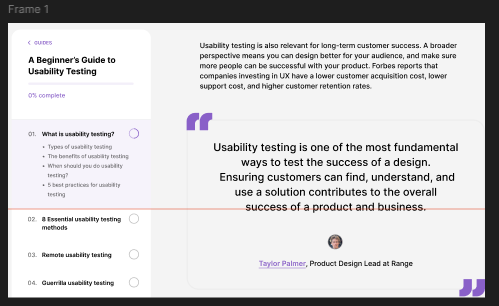 Frame 1
GUIDES
A Beginner's Guide to
Usability Testing
0% complete
01. What is usability testing?
• Types of usability testing
• The benefits of usability testing
• When should you do usability
testing?
• 5 best practices for usability
testing
02. 8 Essential usability testing
methods
03. Remote usability testing
04. Guerrilla usability testing
Usability testing is also relevant for long-term customer success. A broader
perspective means you can design better for your audience, and make sure
more people can be successful with your product. Forbes reports that
companies investing in UX have a lower customer acquisition cost, lower
support cost, and higher customer retention rates.
Usability testing is one of the most fundamental
ways to test the success of a design.
Ensuring customers can find, understand, and
use a solution contributes to the overall
success of a product and business.
Taylor Palmer, Product Design Lead at Range